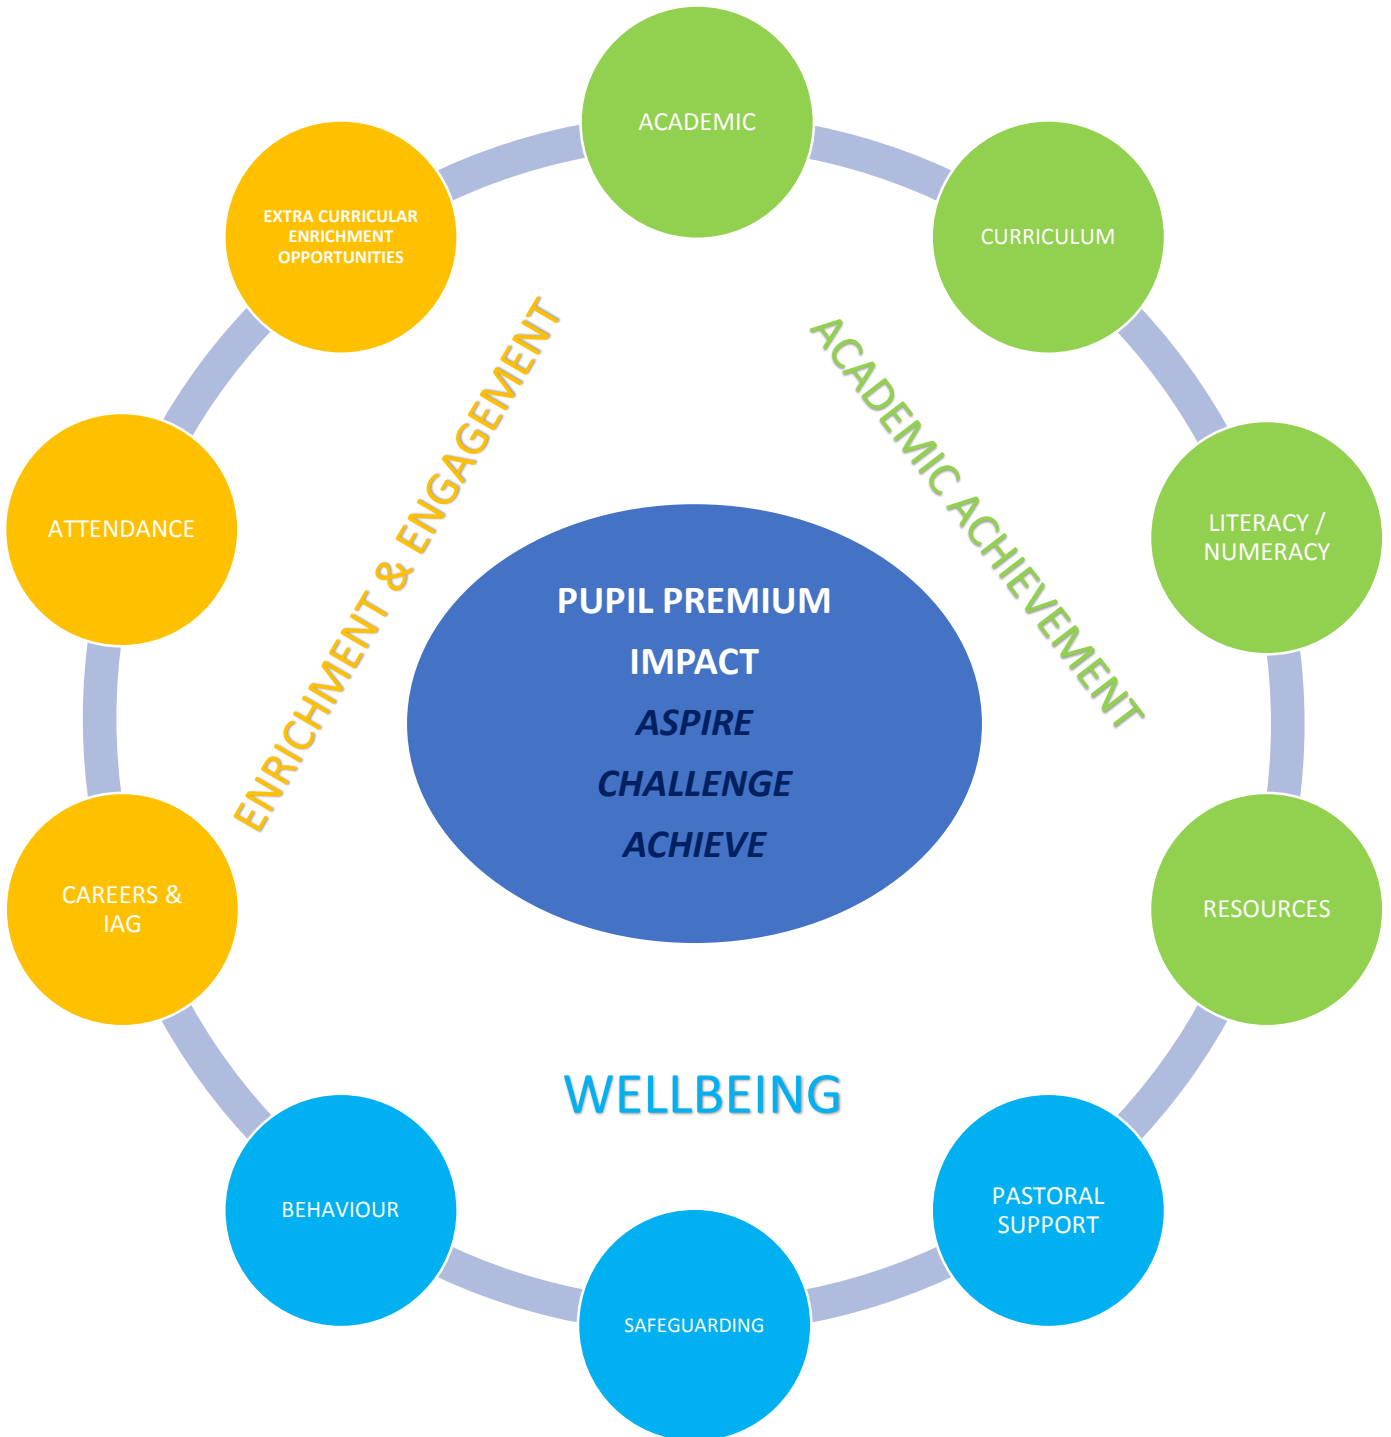 ACADEMIC
CURRICULUM
LITERACY /
NUMERACY
RESOURCES
PASTORAL
SUPPORT
SAFEGUARDING
BEHAVIOUR
CAREERS &
IAG
ATTENDANCE
EXTRA CURRICULAR
ENRICHMENT
OPPORTUNITIES
ENRICHMENT & ENGAGEMENT
ACADEMIC ACHIEVEMENT
WELLBEING
PUPIL PREMIUM
IMPACT
ASPIRE
CHALLENGE
ACHIEVE